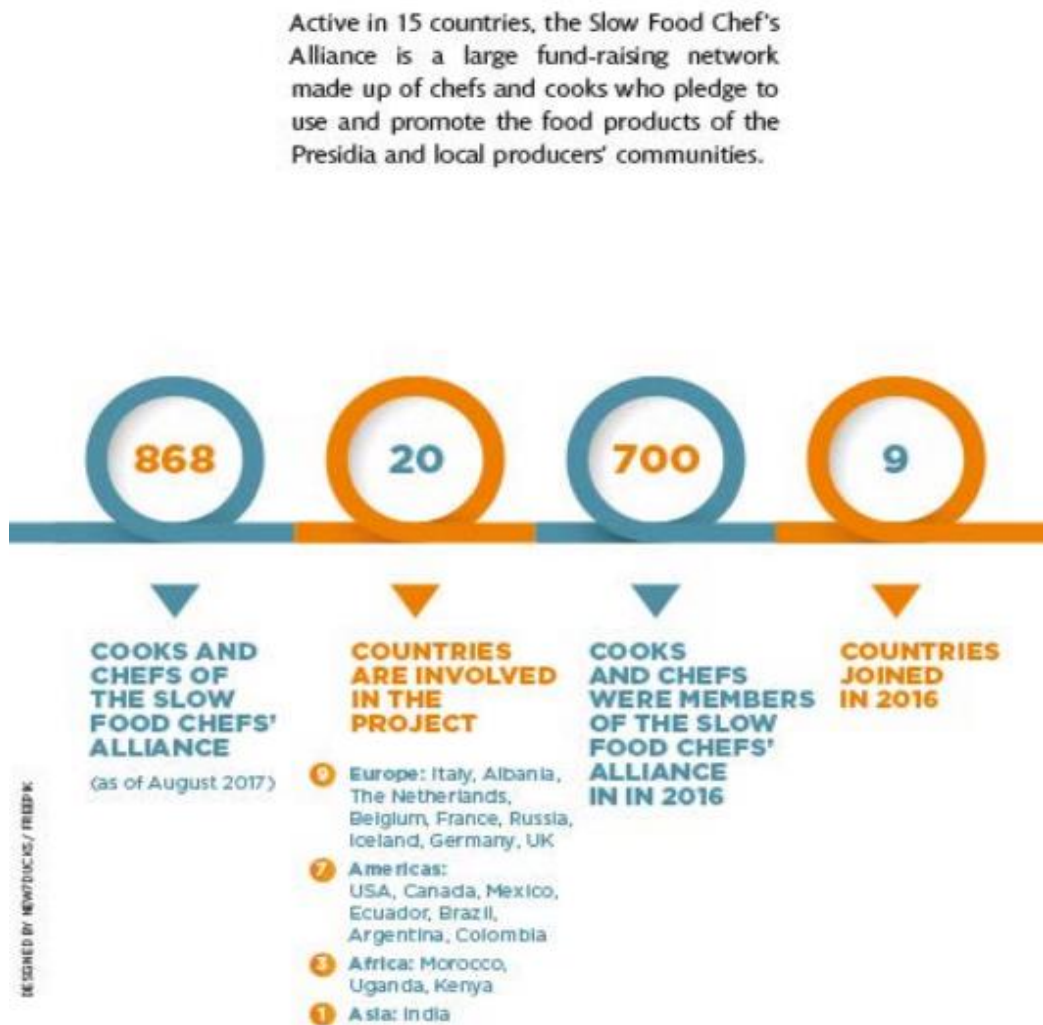 Active in 15 countries, the Slow Food Chef's
Alliance is a large fund-raising network
made up of chefs and cooks who pledge to
use and promote the food products of the
Presidia and local producers' communities.
868
20
700
9
COOKS AND
CHEFS OF
THE SLOW
FOOD CHEFS'
ALLIANCE
(as of August 2017)
COUNTRIES
ARE INVOLVED
IN THE
PROJECT
9 Europe: Italy, Albania,
The Netherlands,
Belgium, France, Russia,
Iceland, Germany, UK
7 Americas:
USA, Canada, Mexico,
Ecuador, Brazil,
Argentina, Colombia
3 Africa: Morocco,
Uganda, Kenya
1 Asia: India
COOKS
AND CHEFS
WERE MEMBERS
OF THE SLOW
FOOD CHEFS'
ALLIANCE
IN IN 2016
COUNTRIES
JOINED
IN 2016
DESIGNED BY NEW7DUCKS/ FREEPIK